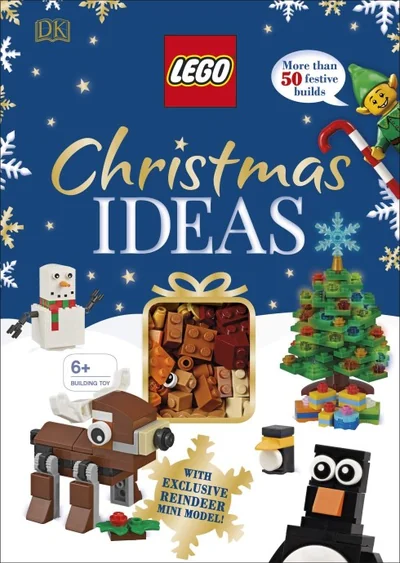 DK
LEGO
More than
50 festive
builds
Christmas
IDEAS
6+
BUILDING TOY
WITH
EXCLUSIVE
REINDEER
MINI MODEL!